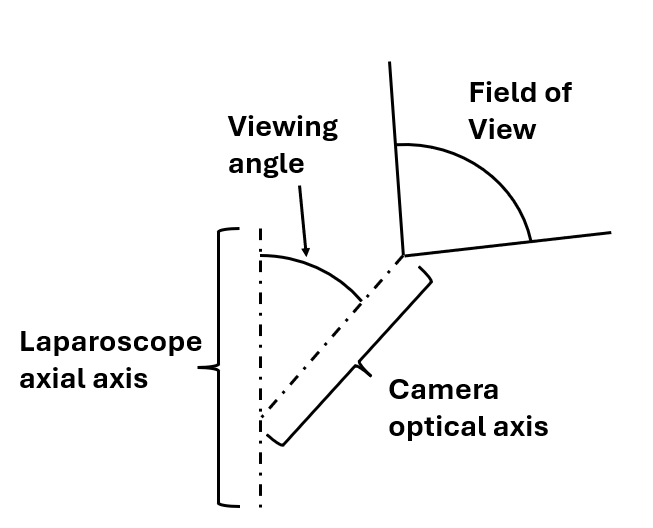 Field of
View
Viewing
angle
Laparoscope
axial axis
Camera
optical axis